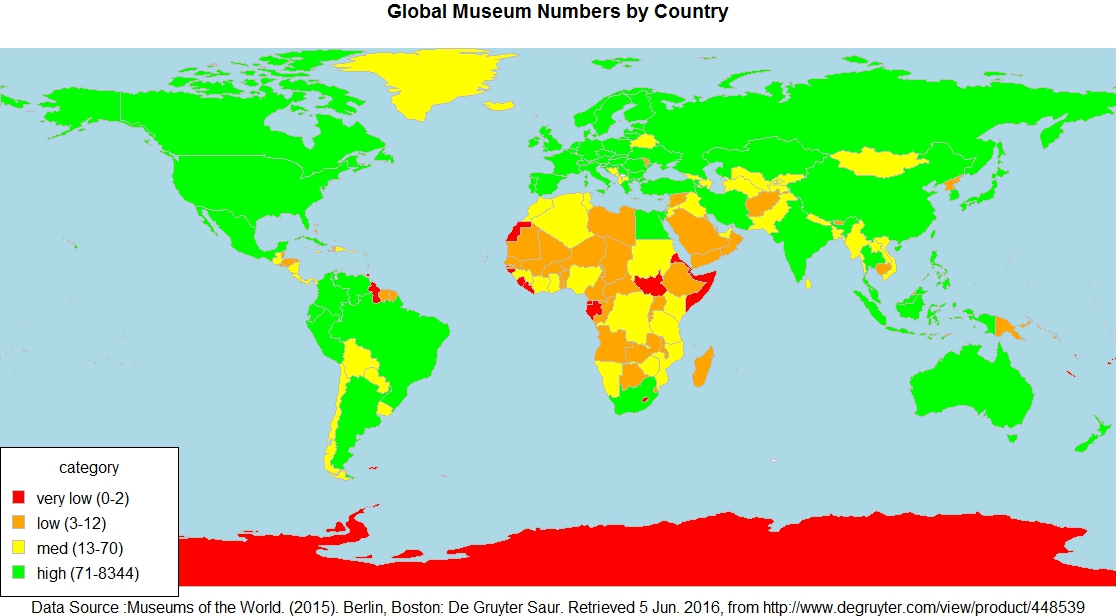 Global Museum Numbers by Country
category
very low (0-2)
low (3-12)
med (13-70)
high (71-8344)
Data Source :Museums of the World. (2015). Berlin, Boston: De Gruyter Saur. Retrieved 5 Jun. 2016, from http://www.degruyter.com/view/product/448539